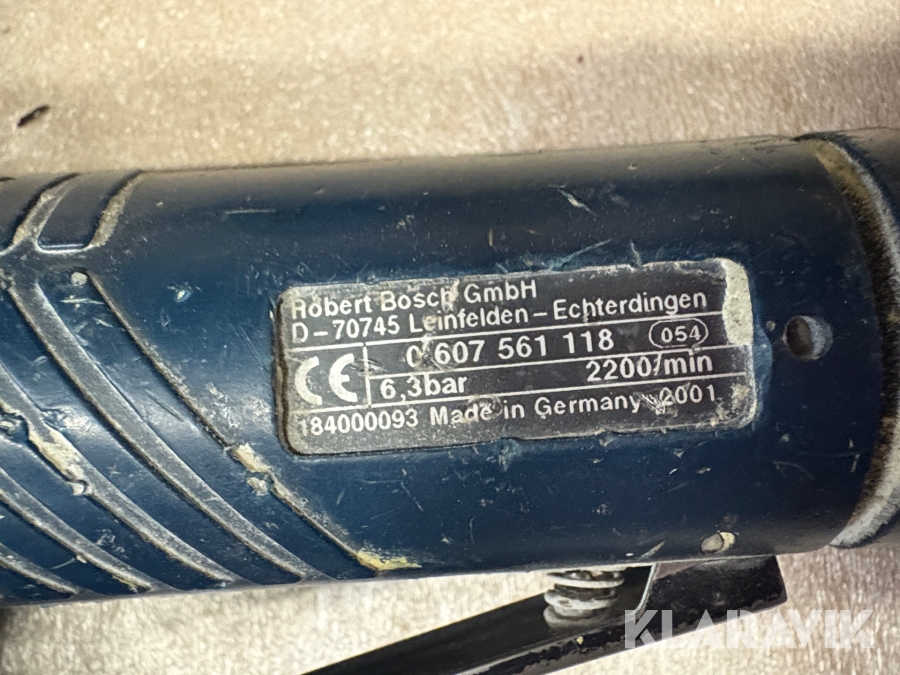 Robert Bosch GmbH
D-70745 Leinfelden-Echterdingen
CE 0 607 561 118 054
6,3bar 2200/min
184000093 Made in Germany 2001
KLARAVIK